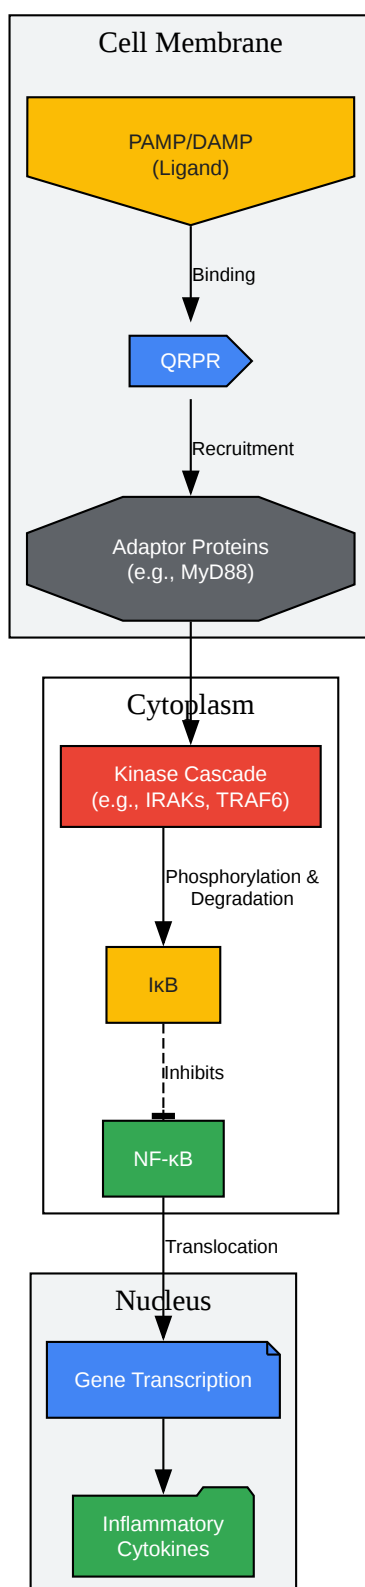 Cell Membrane
PAMP/DAMP
(Ligand)
Binding
QRPR
Recruitment
Adaptor Proteins
(e.g., MyD88)
Cytoplasm
Kinase Cascade
(e.g., IRAKs, TRAF6)
Phosphorylation &
Degradation
IκB
Inhibits
NF-κB
Translocation
Nucleus
Gene Transcription
Inflammatory
Cytokines